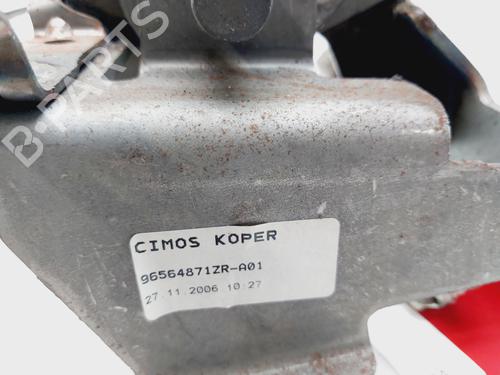 B-PARTS
CIMOS KOPER
96564871ZR-A01
27.11.2006 10:27